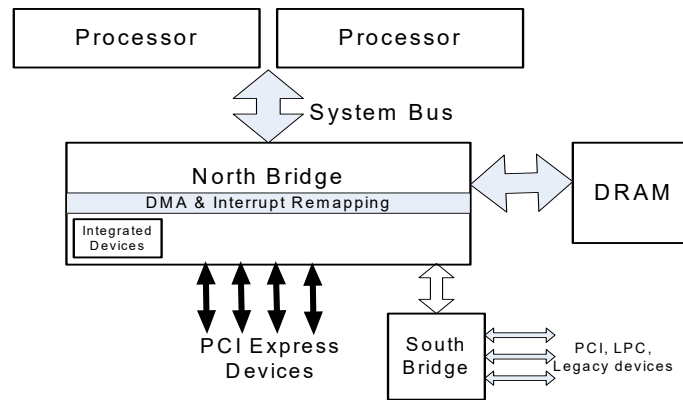 Processor
Processor
System Bus
North Bridge
DMA & Interrupt Remapping
Integrated
Devices
DRAM
PCI Express
Devices
South
Bridge
PCI, LPC,
Legacy devices